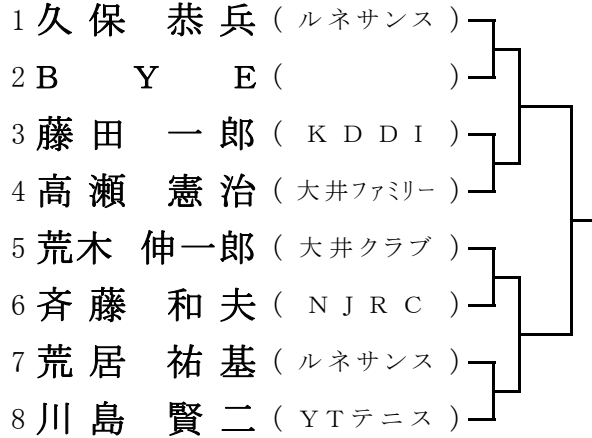 1 久保 恭兵 (ルネサンス)
2 B Y E ( )
3 藤田 一郎 (KDDI)
4 高瀬 憲治 (大井ファミリー)
5 荒木 伸一郎 (大井クラブ)
6 斉藤 和夫 (NJRC)
7 荒居 祐基 (ルネサンス)
8 川島 賢二 (YTテニス)